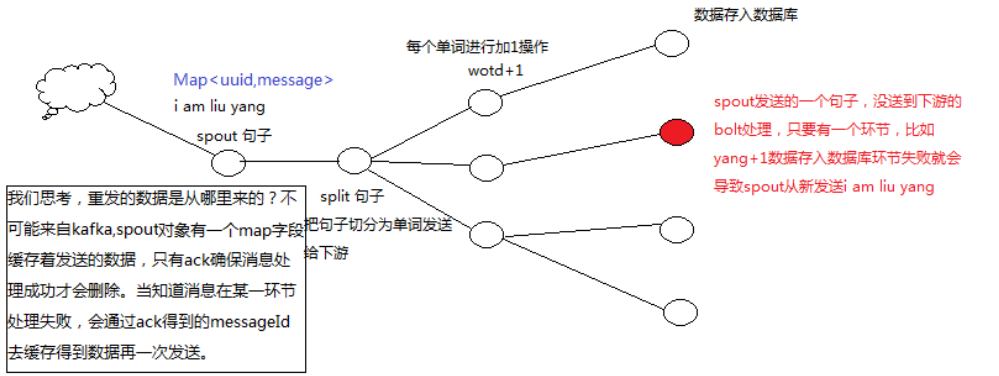 数据存入数据库
每个单词进行加1操作
wotd+1
Map<uuid,message>
i am liu yang
spout 句子
spout发送的一个句子，没送到下游的
bolt处理，只要有一个环节，比如
yang+1数据存入数据库环节失败就会
导致spout从新发送i am liu yang
split 句子
把句子切分为单词发送
给下游
我们思考，重发的数据是从哪里来的？不
可能来自kafka,spout对象有一个map字段
缓存着发送的数据，只有ack确保消息处
理成功才会删除。当知道消息在某一环节
处理失败，会通过ack得到的messageId
去缓存得到数据再一次发送。